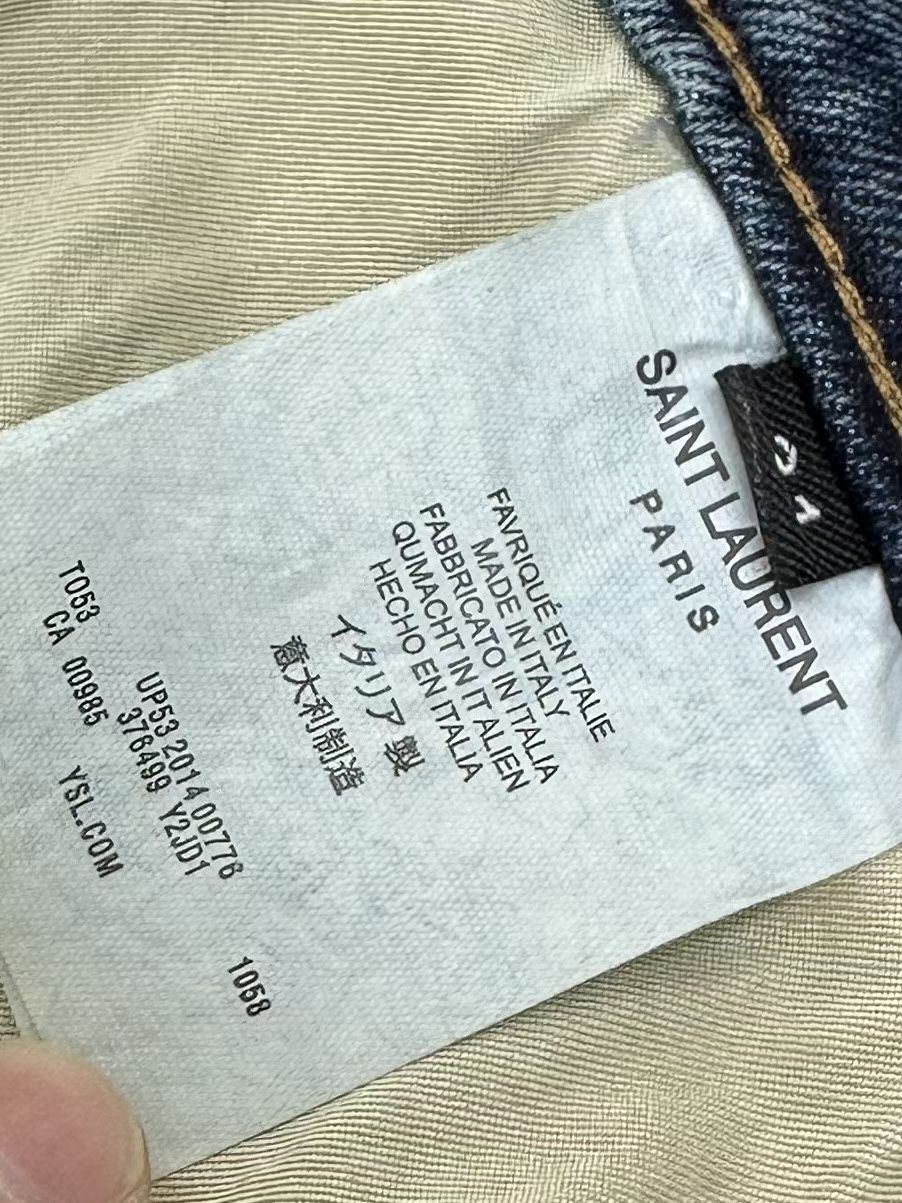 SAINT LAURENT
PARIS
31
FAVRIQUÉ EN ITALIE
MADE IN ITALY
FABBRICATO IN ITALIA
QUMACHT IN ITALIEN
HECHO EN ITALIA
イタリア製
意大利制造
1058
UP53 2014 00776
376499 Y2JD1
T053
CA 00985 YSL.COM